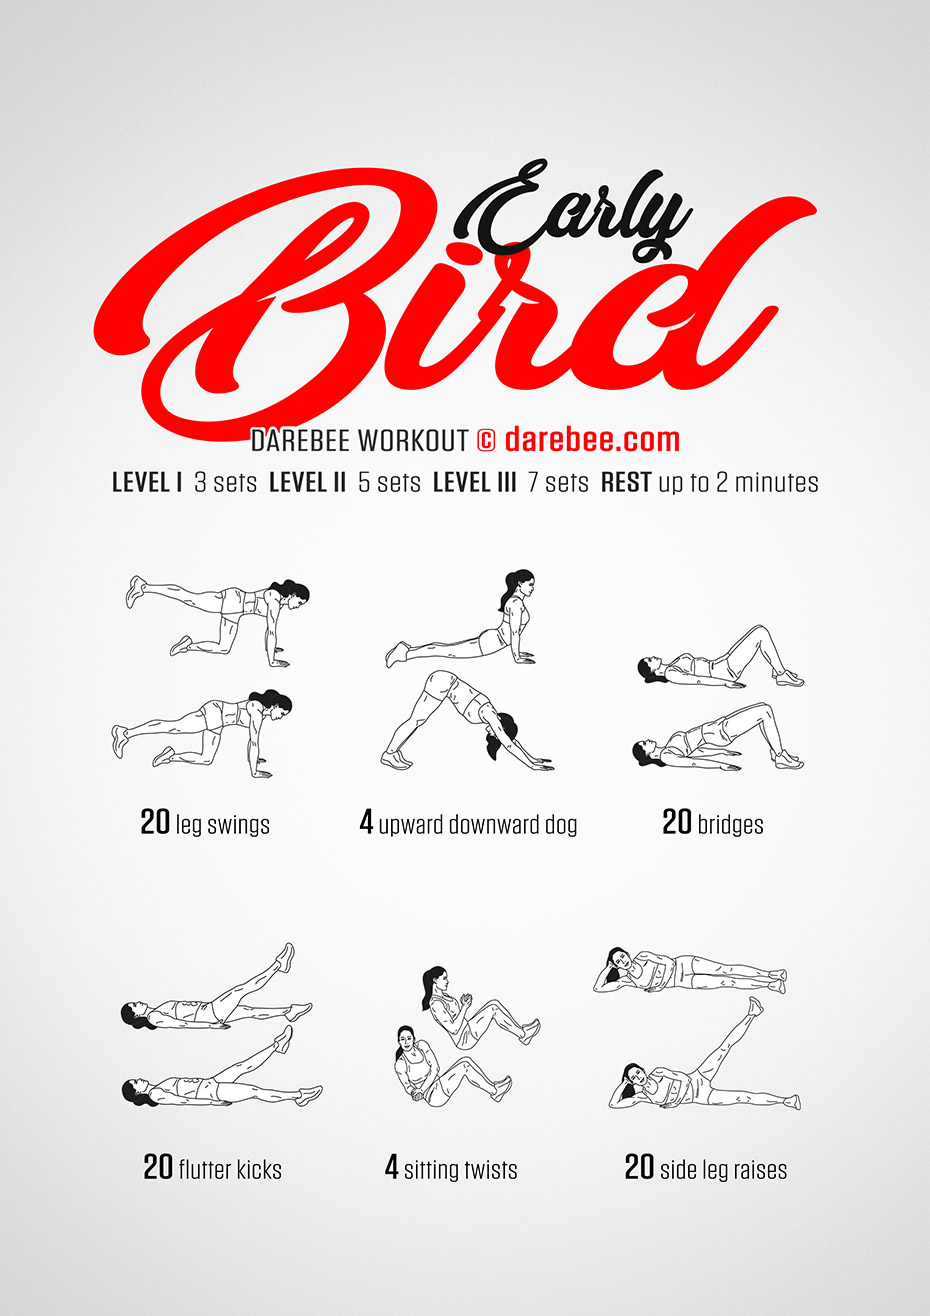 Early
Bird
DAREBEE WORKOUT © darebee.com
LEVEL I 3 sets LEVEL II 5 sets LEVEL III 7 sets REST up to 2 minutes
20 leg swings
4 upward downward dog
20 bridges
20 flutter kicks
4 sitting twists
20 side leg raises